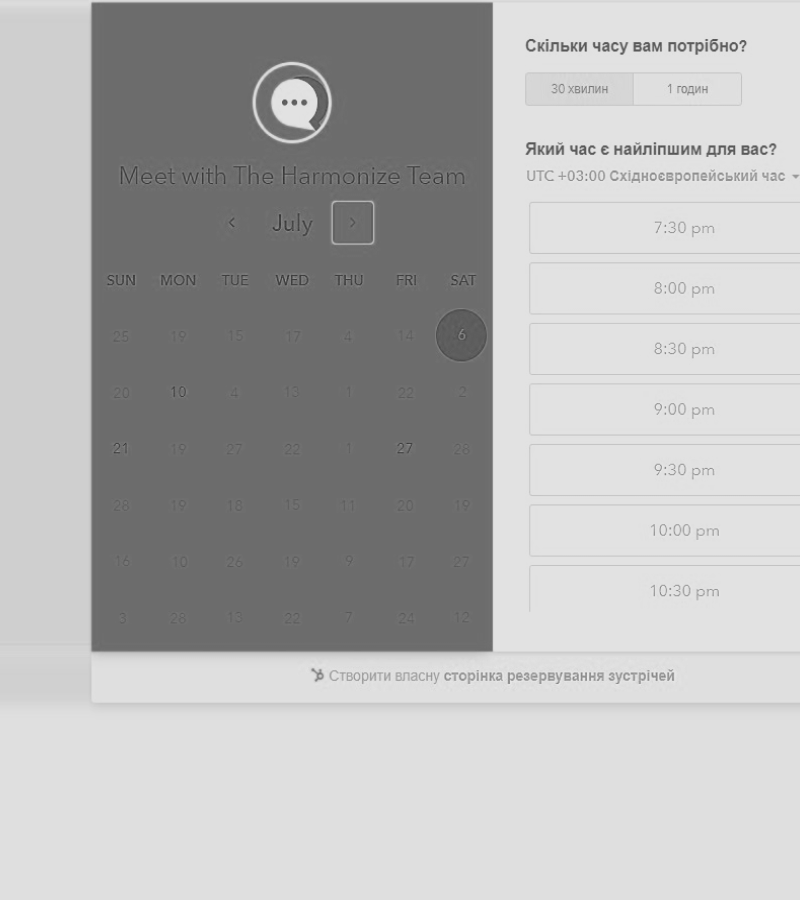 Meet with The Harmonize Team
July
SUN MON TUE WED THU FRI SAT
25 19 15 17 4 14 6
20 10 4 13 1 22 2
21 19 27 22 1 27 28
28 19 18 15 11 20 19
16 10 26 19 9 17 27
3 28 13 22 7 24 12
Скільки часу вам потрібно?
30 хвилин 1 годин
Який час є найліпшим для вас?
UTC +03:00 Східноєвропейський час
7:30 pm
8:00 pm
8:30 pm
9:00 pm
9:30 pm
10:00 pm
10:30 pm
Створити власну сторінка резервування зустрічей